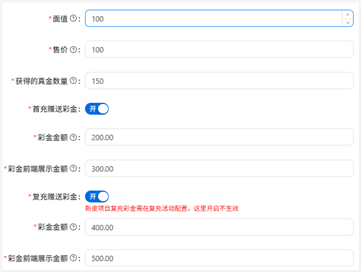 *面值 ?: 100
*售价 ?: 100
*获得的真金数量 ?: 150
*首充赠送彩金: 开
*彩金金额 ?: 200.00
*彩金前端展示金额 ?: 300.00
*复充赠送彩金: 开
新皮项目复充彩金需在复充活动配置，这里开启不生效
*彩金金额 ?: 400.00
*彩金前端展示金额 ?: 500.00